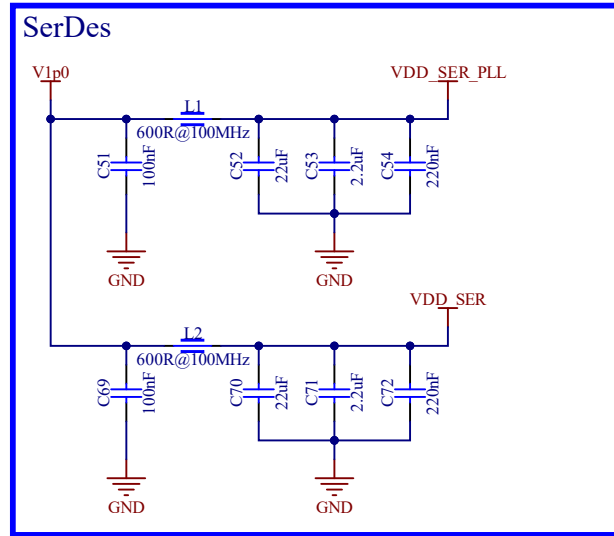 SerDes
V1p0
VDD_SER_PLL
L1
600R@100MHz
C51
100nF
C52
22uF
C53
2.2uF
C54
220nF
GND
GND
VDD_SER
L2
600R@100MHz
C69
100nF
C70
22uF
C71
2.2uF
C72
220nF
GND
GND